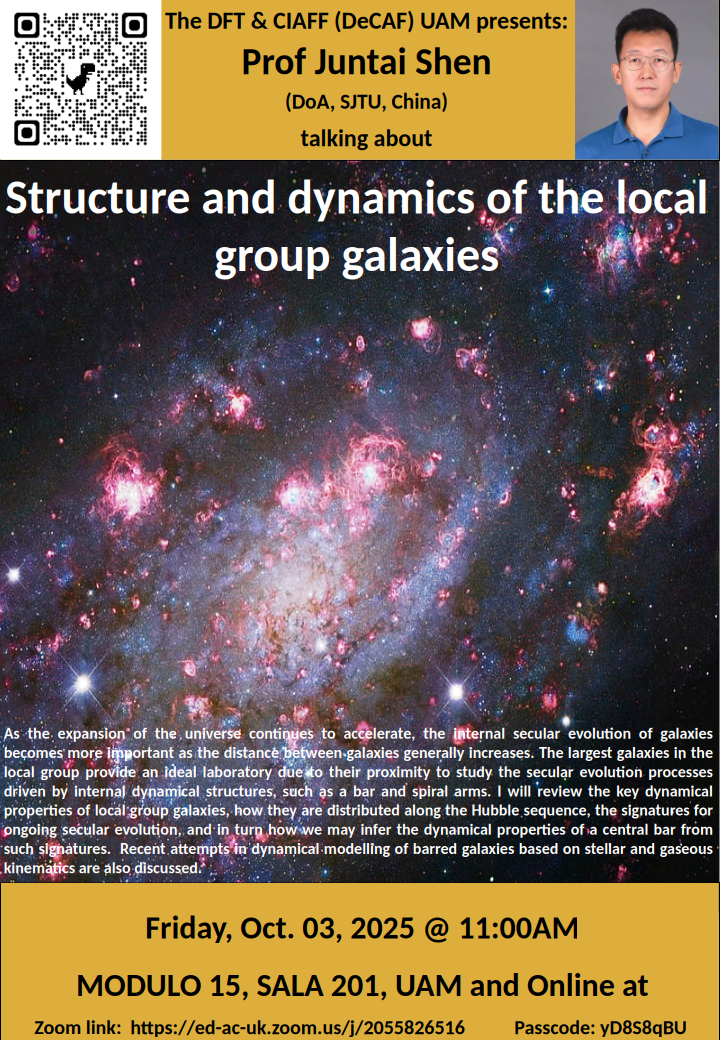 The DFT & CIAFF (DeCAF) UAM presents:
Prof Juntai Shen
(DoA, SJTU, China)
talking about
Structure and dynamics of the local
group galaxies
As the expansion of the universe continues to accelerate, the internal secular evolution of galaxies
becomes more important as the distance between galaxies generally increases. The largest galaxies in the
local group provide an ideal laboratory due to their proximity to study the secular evolution processes
driven by internal dynamical structures, such as a bar and spiral arms. I will review the key dynamical
properties of local group galaxies, how they are distributed along the Hubble sequence, the signatures for
ongoing secular evolution, and in turn how we may infer the dynamical properties of a central bar from
such signatures. Recent attempts in dynamical modelling of barred galaxies based on stellar and gaseous
kinematics are also discussed.
Friday, Oct. 03, 2025 @ 11:00AM
MODULO 15, SALA 201, UAM and Online at
Zoom link: https://ed-ac-uk.zoom.us/j/2055826516 Passcode: yD8S8qBU